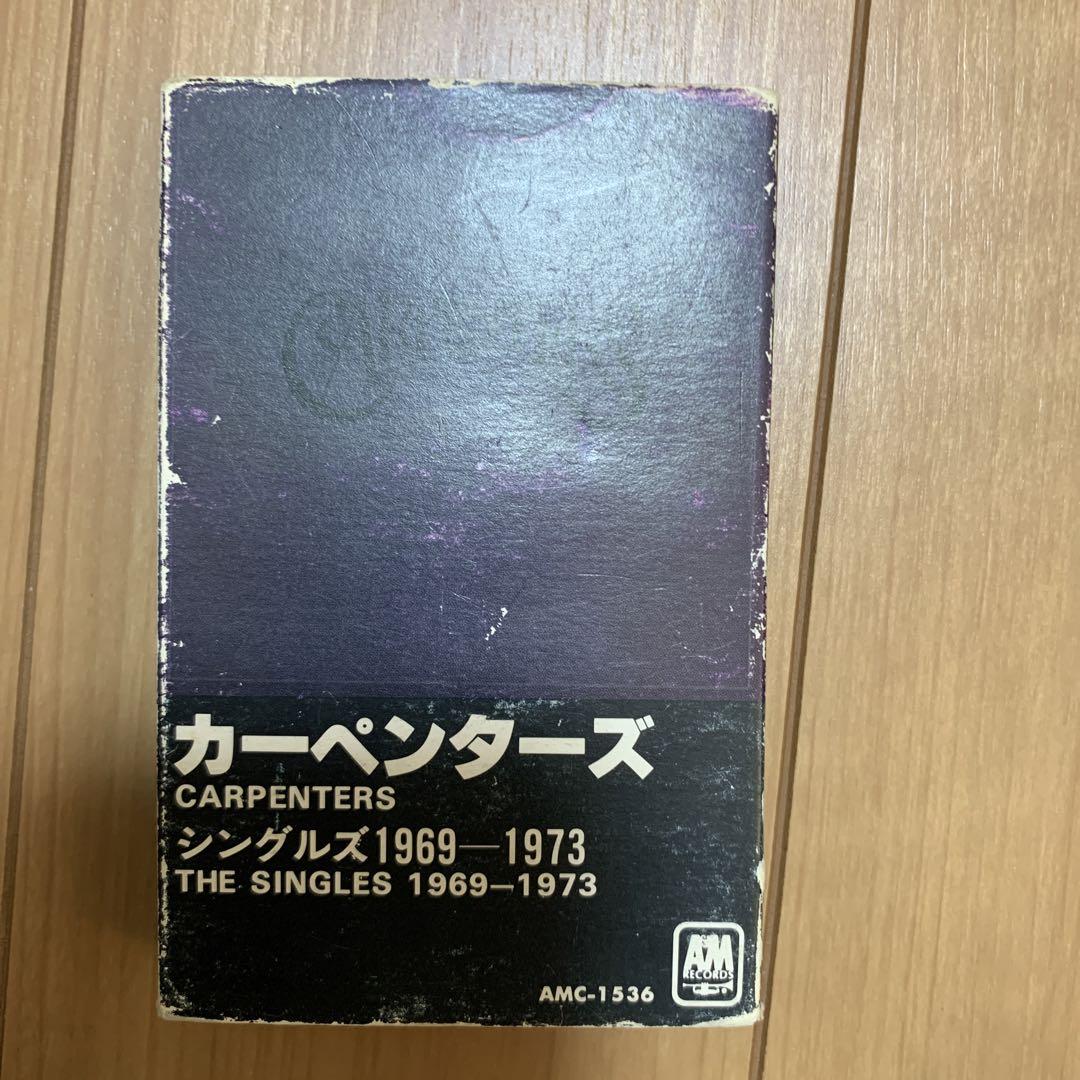 カーペンターズ
CARPENTERS
シングルズ1969—1973
THE SINGLES 1969–1973
AM
RECORDS
AMC-1536